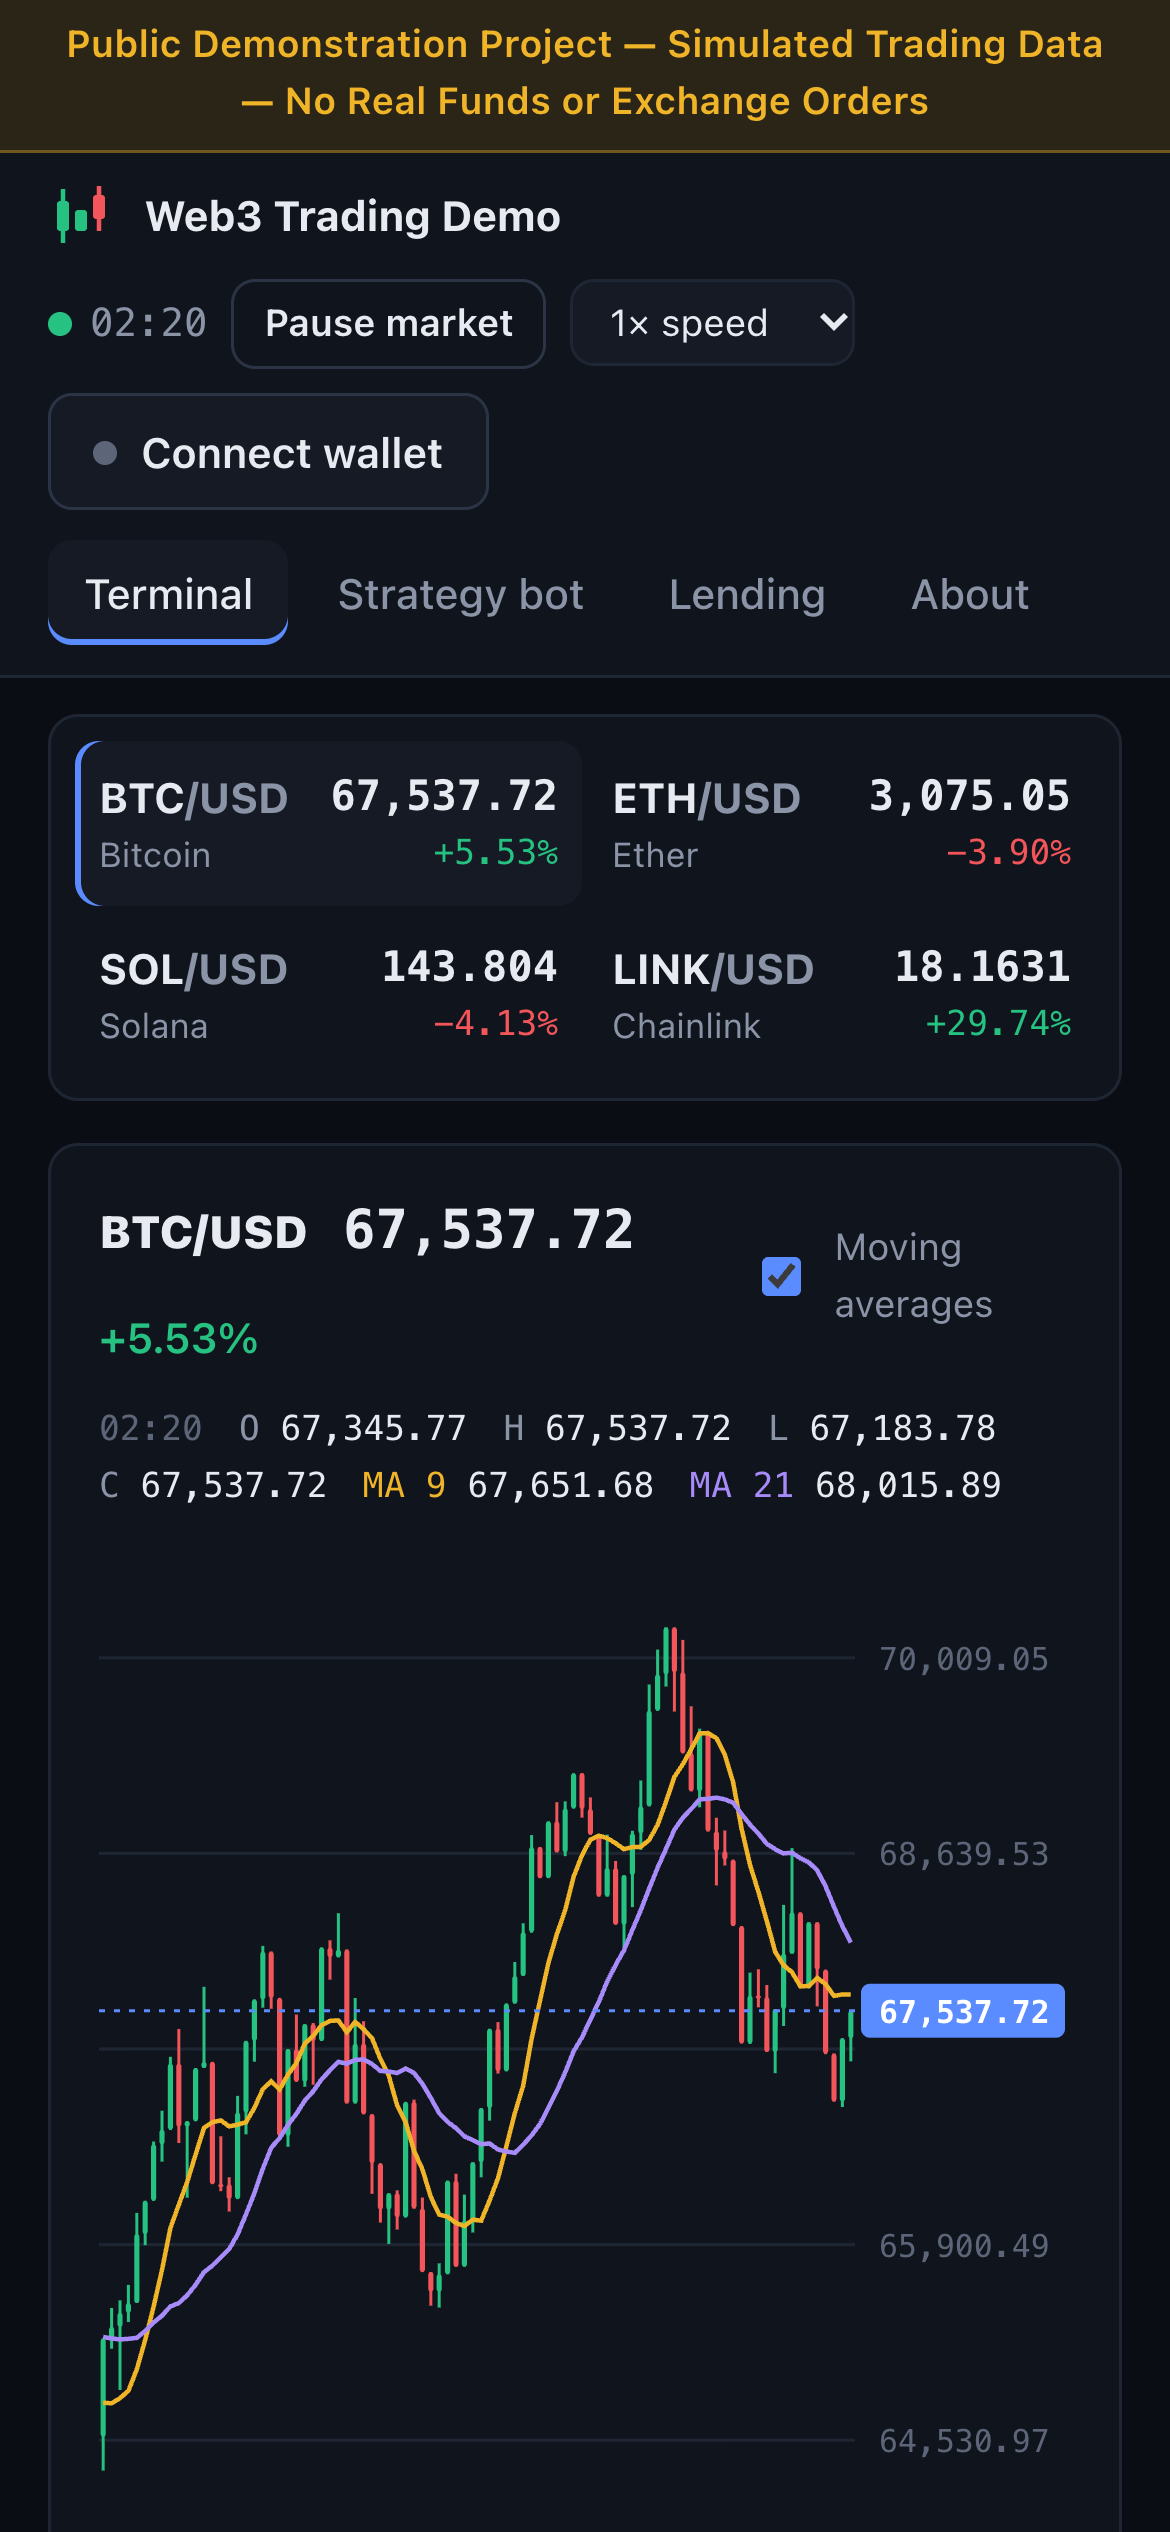 Public Demonstration Project — Simulated Trading Data
— No Real Funds or Exchange Orders
Web3 Trading Demo
02:20 Pause market 1× speed
Connect wallet
Terminal Strategy bot Lending About
BTC/USD 67,537.72 ETH/USD 3,075.05
Bitcoin +5.53% Ether −3.90%
SOL/USD 143.804 LINK/USD 18.1631
Solana −4.13% Chainlink +29.74%
BTC/USD 67,537.72
Moving
averages
+5.53%
02:20 O 67,345.77 H 67,537.72 L 67,183.78
C 67,537.72 MA 9 67,651.68 MA 21 68,015.89
70,009.05
68,639.53
67,537.72
65,900.49
64,530.97